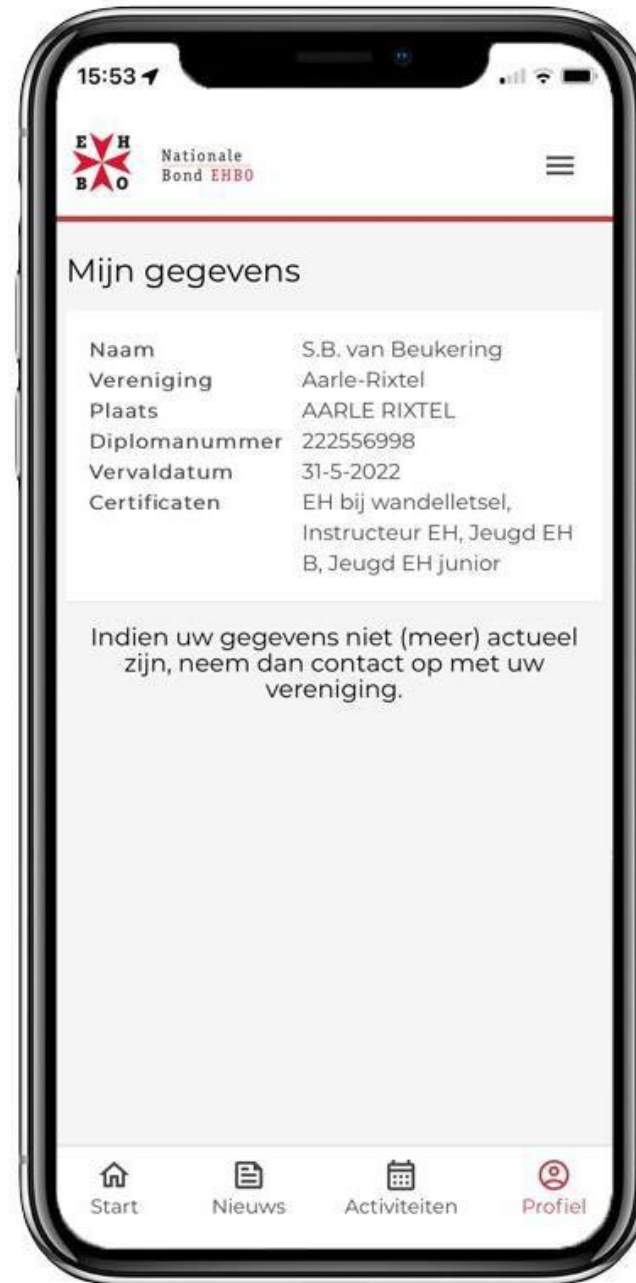 15:53
E H
B O
Nationale
Bond EHBO
Mijn gegevens
Naam S.B. van Beukering
Vereniging Aarle-Rixtel
Plaats AARLE RIXTEL
Diplomanummer 222556998
Vervaldatum 31-5-2022
Certificaten EH bij wandelletsel,
Instructeur EH, Jeugd EH
B, Jeugd EH junior
Indien uw gegevens niet (meer) actueel
zijn, neem dan contact op met uw
vereniging.
Start Nieuws Activiteiten Profiel